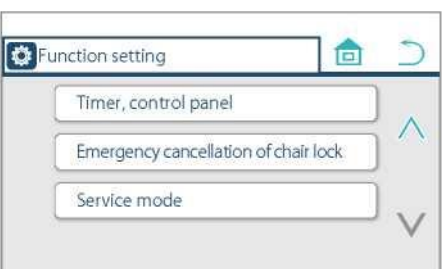 Function setting
Timer, control panel
Emergency cancellation of chair lock
Service mode